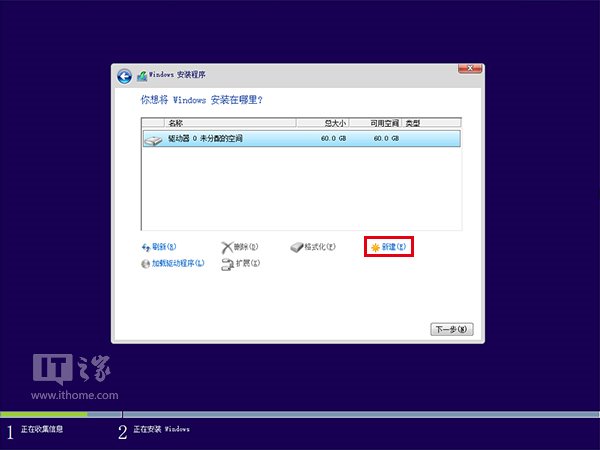 Windows 安装程序
你想将 Windows 安装在哪里?
名称 总大小 可用空间 类型
驱动器 0 未分配的空间 60.0 GB 60.0 GB
刷新(R) 删除(D) 格式化(F) 新建(E)
加载驱动程序(L) 扩展(X)
下一步(N)
IT之家
www.ithome.com
1 正在收集信息 2 正在安装 Windows